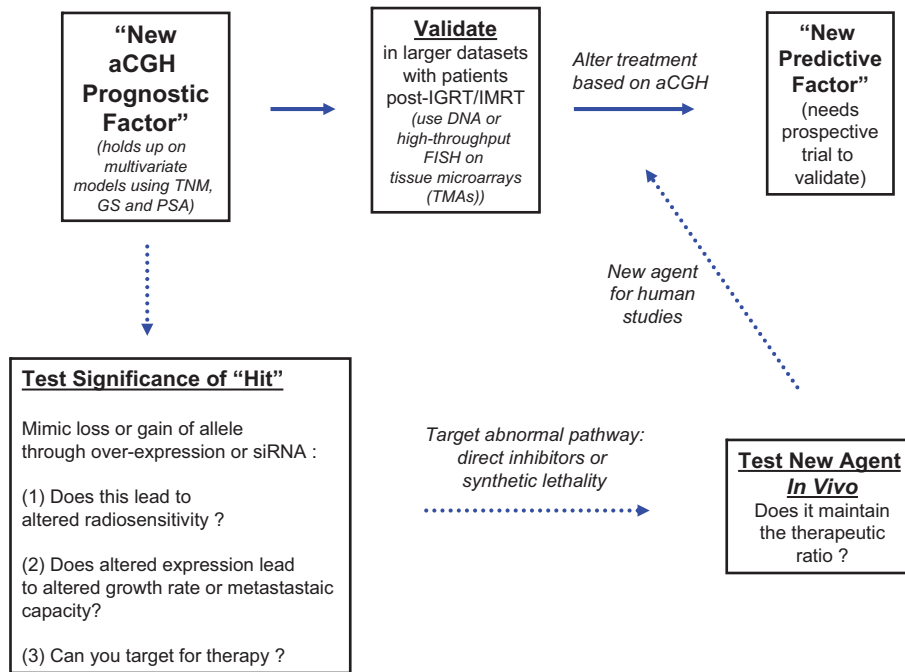 “New
aCGH
Prognostic
Factor”
(holds up on
multivariate
models using TNM,
GS and PSA)
Validate
in larger datasets
with patients
post-IGRT/IMRT
(use DNA or
high-throughput
FISH on
tissue microarrays
(TMAs))
Alter treatment
based on aCGH
“New
Predictive
Factor”
(needs
prospective
trial to
validate)
New agent
for human
studies
Test Significance of “Hit”
Mimic loss or gain of allele
through over-expression or siRNA :
(1) Does this lead to
altered radiosensitivity ?
(2) Does altered expression lead
to altered growth rate or metastastaic
capacity?
(3) Can you target for therapy ?
Target abnormal pathway:
direct inhibitors or
synthetic lethality
Test New Agent
In Vivo
Does it maintain
the therapeutic
ratio ?